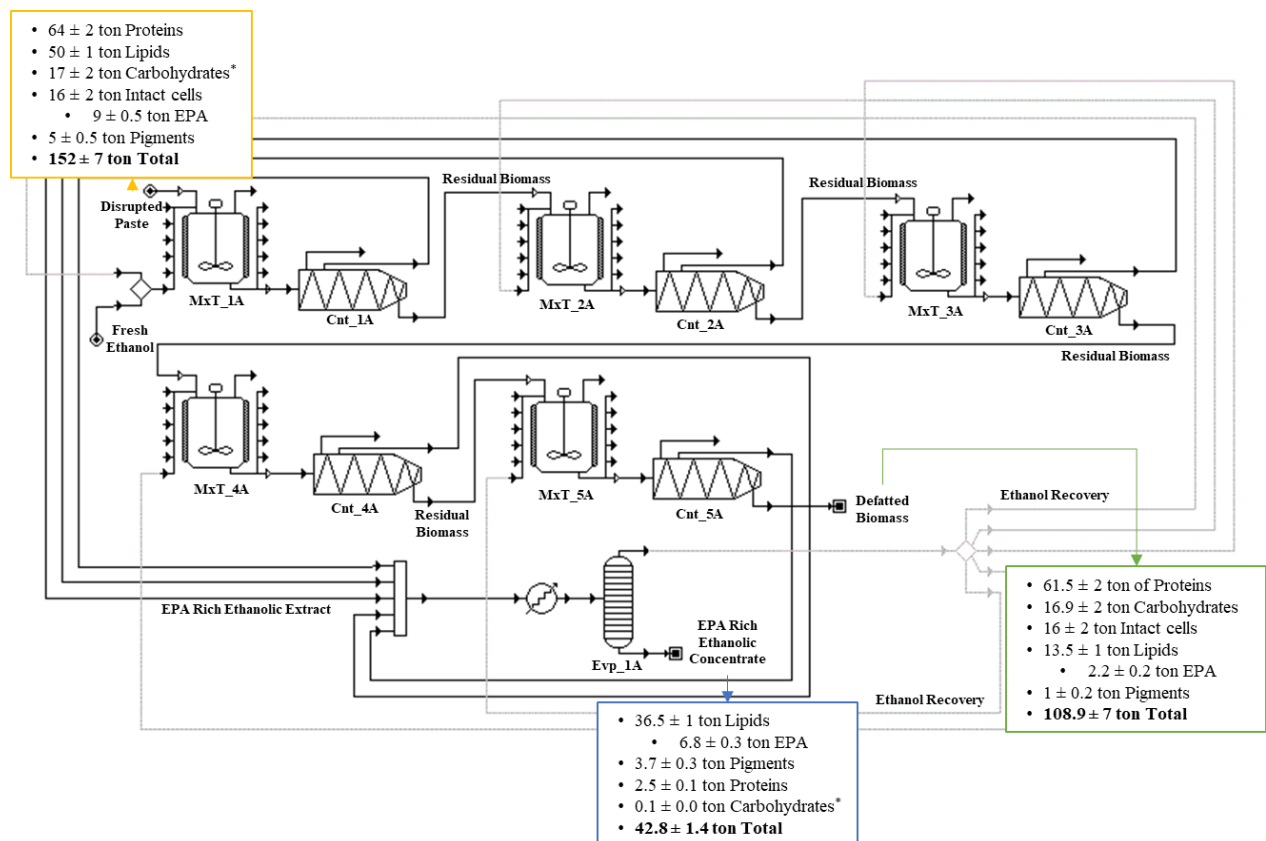 • 64 ± 2 ton Proteins
• 50 ± 1 ton Lipids
• 17 ± 2 ton Carbohydrates*
• 16 ± 2 ton Intact cells
• 9 ± 0.5 ton EPA
• 5 ± 0.5 ton Pigments
• 152 ± 7 ton Total
Disrupted
Paste
Fresh
Ethanol
MxT_1A
Cnt_1A
Residual Biomass
MxT_2A
Cnt_2A
Residual Biomass
MxT_3A
Cnt_3A
Residual Biomass
MxT_4A
Cnt_4A
Residual
Biomass
MxT_5A
Cnt_5A
Defatted
Biomass
Ethanol Recovery
EPA Rich Ethanolic Extract
Evp_1A
EPA Rich
Ethanolic
Concentrate
Ethanol Recovery
• 61.5 ± 2 ton of Proteins
• 16.9 ± 2 ton Carbohydrates
• 16 ± 2 ton Intact cells
• 13.5 ± 1 ton Lipids
• 2.2 ± 0.2 ton EPA
• 1 ± 0.2 ton Pigments
• 108.9 ± 7 ton Total
• 36.5 ± 1 ton Lipids
• 6.8 ± 0.3 ton EPA
• 3.7 ± 0.3 ton Pigments
• 2.5 ± 0.1 ton Proteins
• 0.1 ± 0.0 ton Carbohydrates*
• 42.8 ± 1.4 ton Total